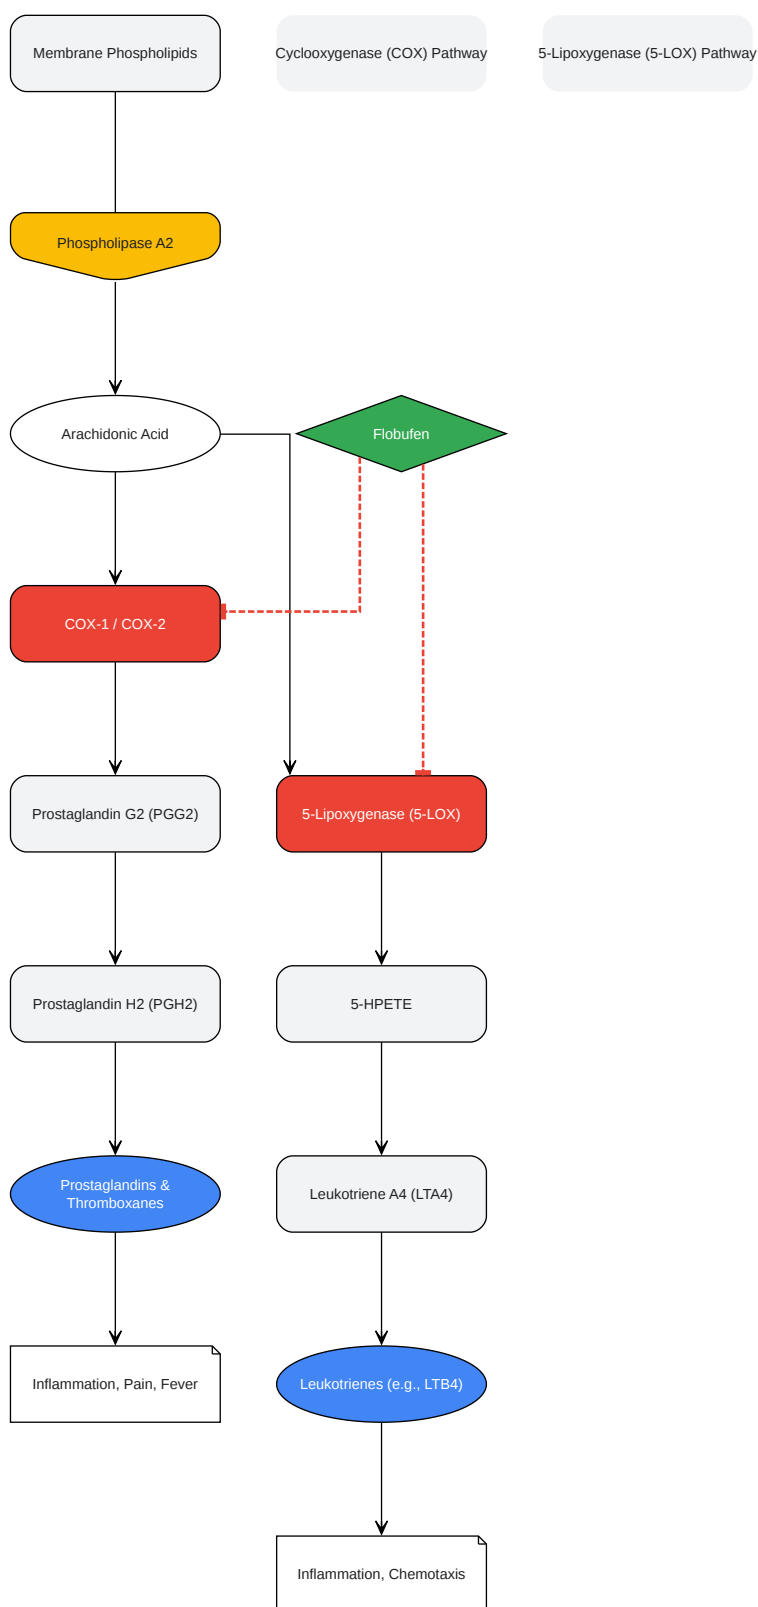 Membrane Phospholipids
Cyclooxygenase (COX) Pathway
5-Lipoxygenase (5-LOX) Pathway
Phospholipase A2
Arachidonic Acid
Flobufen
COX-1 / COX-2
Prostaglandin G2 (PGG2)
5-Lipoxygenase (5-LOX)
Prostaglandin H2 (PGH2)
5-HPETE
Prostaglandins &
Thromboxanes
Leukotriene A4 (LTA4)
Inflammation, Pain, Fever
Leukotrienes (e.g., LTB4)
Inflammation, Chemotaxis